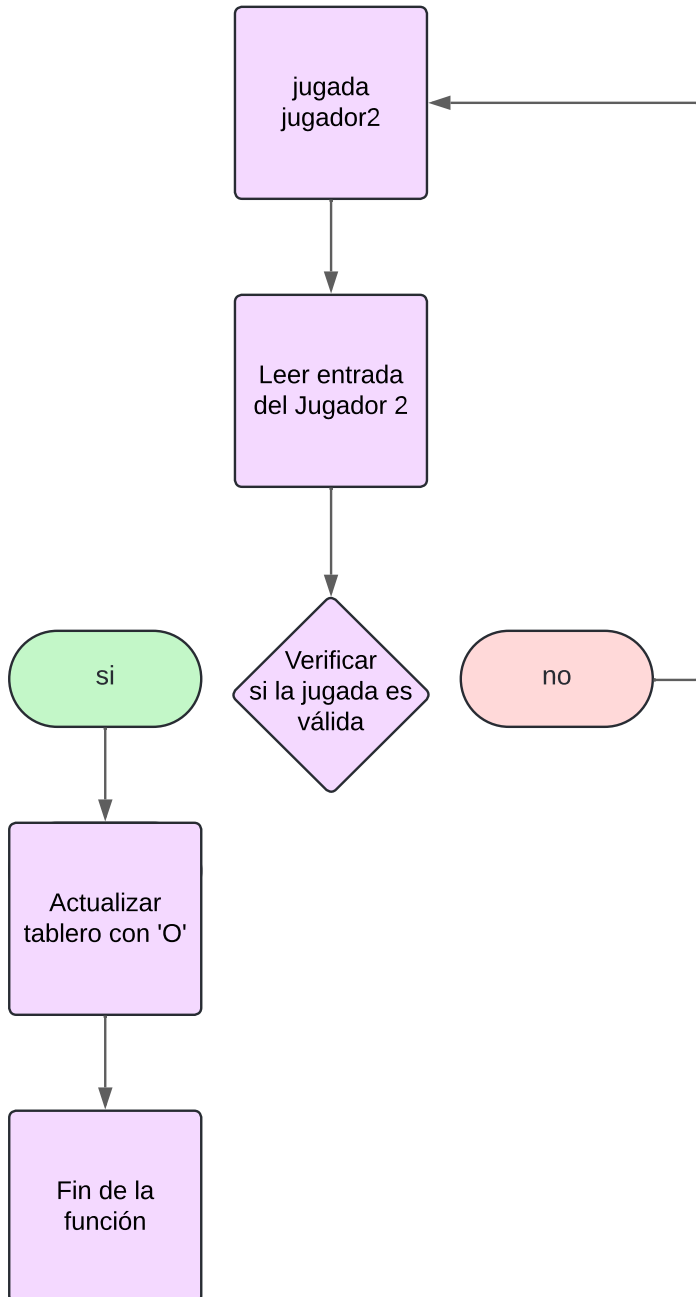 jugada
jugador2
Leer entrada
del Jugador 2
Verificar
si la jugada es
válida
si
no
Actualizar
tablero con 'O'
Fin de la
función